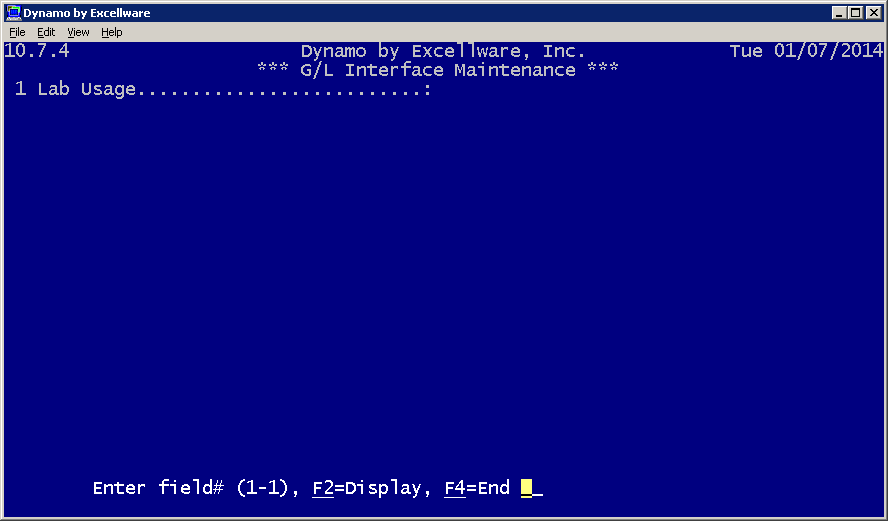 Dynamo by Excellware
File Edit View Help
10.7.4 Dynamo by Excellware, Inc. Tue 01/07/2014
*** G/L Interface Maintenance ***
1 Lab Usage..........................:
Enter field# (1-1), F2=Display, F4=End